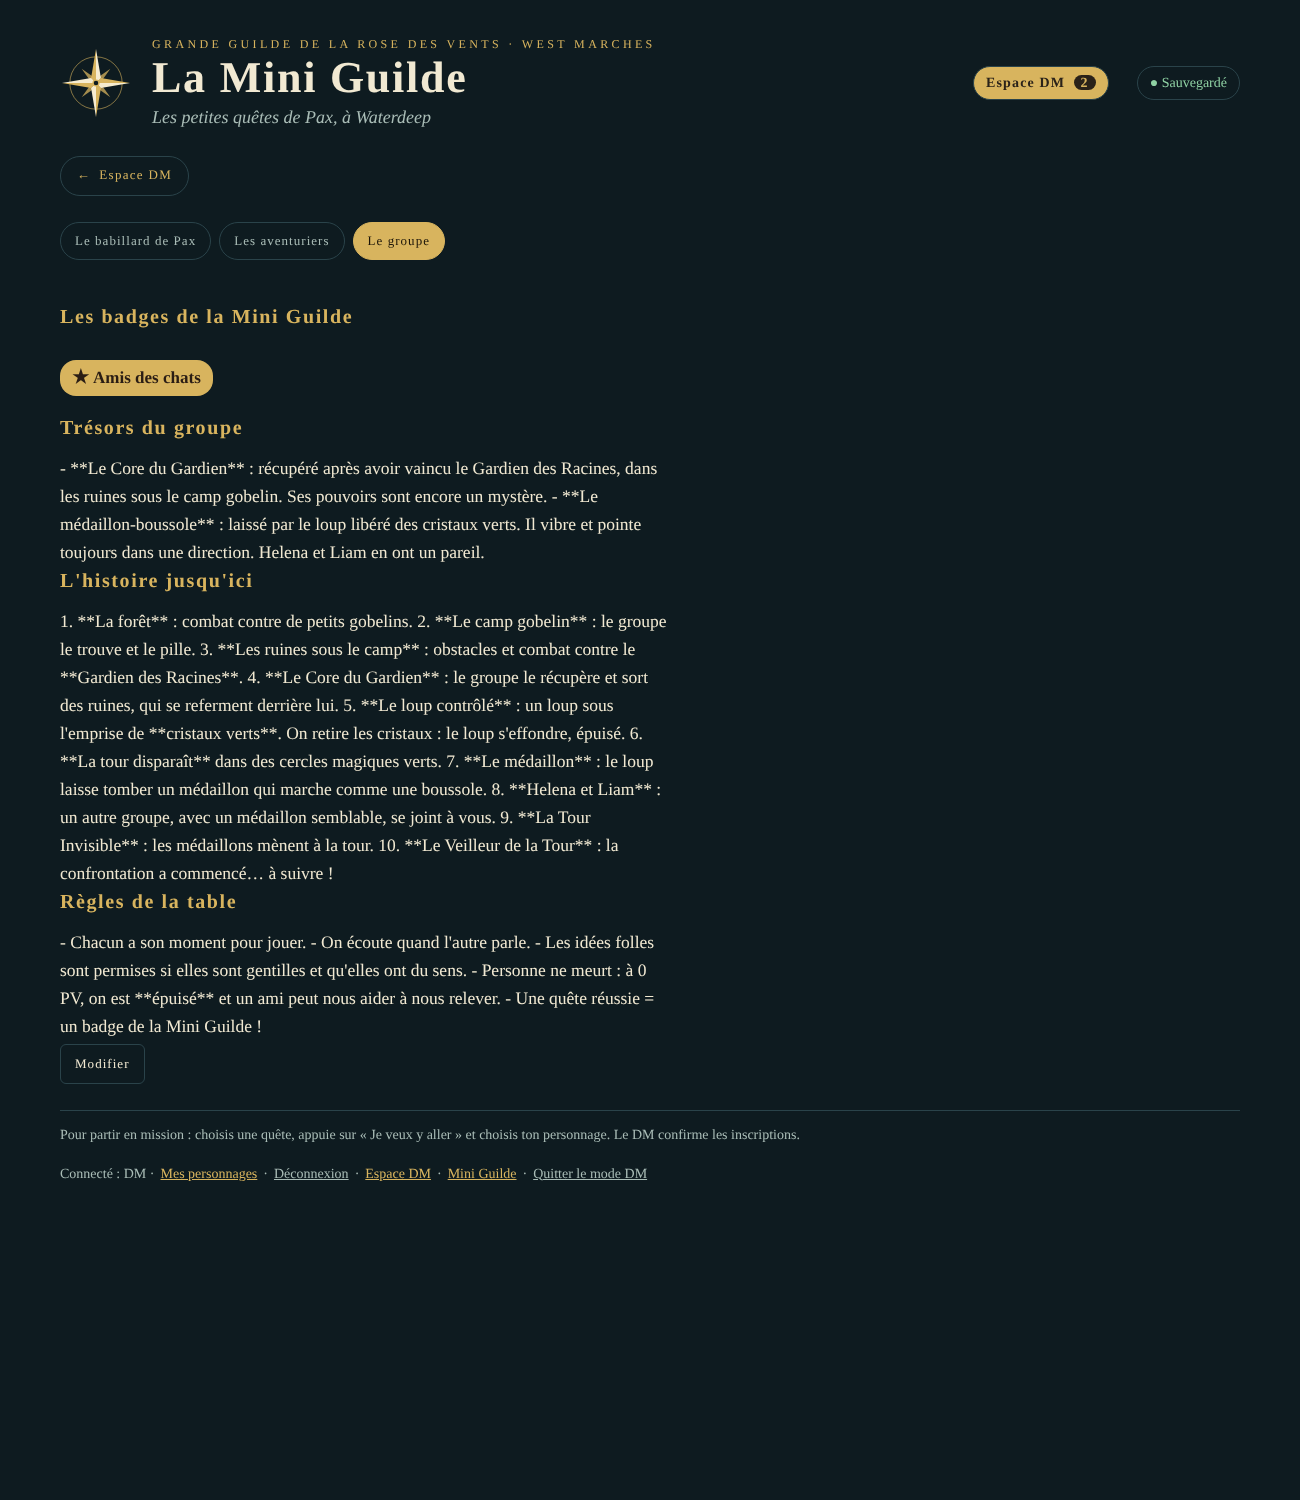 GRANDE GUILDE DE LA ROSE DES VENTS · WEST MARCHES
La Mini Guilde
Les petites quêtes de Pax, à Waterdeep
Espace DM 2
● Sauvegardé
← Espace DM
Le babillard de Pax
Les aventuriers
Le groupe
Les badges de la Mini Guilde
★ Amis des chats
Trésors du groupe
- **Le Core du Gardien** : récupéré après avoir vaincu le Gardien des Racines, dans
les ruines sous le camp gobelin. Ses pouvoirs sont encore un mystère. - **Le
médaillon-boussole** : laissé par le loup libéré des cristaux verts. Il vibre et pointe
toujours dans une direction. Helena et Liam en ont un pareil.
L'histoire jusqu'ici
1. **La forêt** : combat contre de petits gobelins. 2. **Le camp gobelin** : le groupe
le trouve et le pille. 3. **Les ruines sous le camp** : obstacles et combat contre le
**Gardien des Racines**. 4. **Le Core du Gardien** : le groupe le récupère et sort
des ruines, qui se referment derrière lui. 5. **Le loup contrôlé** : un loup sous
l'emprise de **cristaux verts**. On retire les cristaux : le loup s'effondre, épuisé. 6.
**La tour disparaît** dans des cercles magiques verts. 7. **Le médaillon** : le loup
laisse tomber un médaillon qui marche comme une boussole. 8. **Helena et Liam** :
un autre groupe, avec un médaillon semblable, se joint à vous. 9. **La Tour
Invisible** : les médaillons mènent à la tour. 10. **Le Veilleur de la Tour** : la
confrontation a commencé… à suivre !
Règles de la table
- Chacun a son moment pour jouer. - On écoute quand l'autre parle. - Les idées folles
sont permises si elles sont gentilles et qu'elles ont du sens. - Personne ne meurt : à 0
PV, on est **épuisé** et un ami peut nous aider à nous relever. - Une quête réussie =
un badge de la Mini Guilde !
Modifier
Pour partir en mission : choisis une quête, appuie sur « Je veux y aller » et choisis ton personnage. Le DM confirme les inscriptions.
Connecté : DM · Mes personnages · Déconnexion · Espace DM · Mini Guilde · Quitter le mode DM